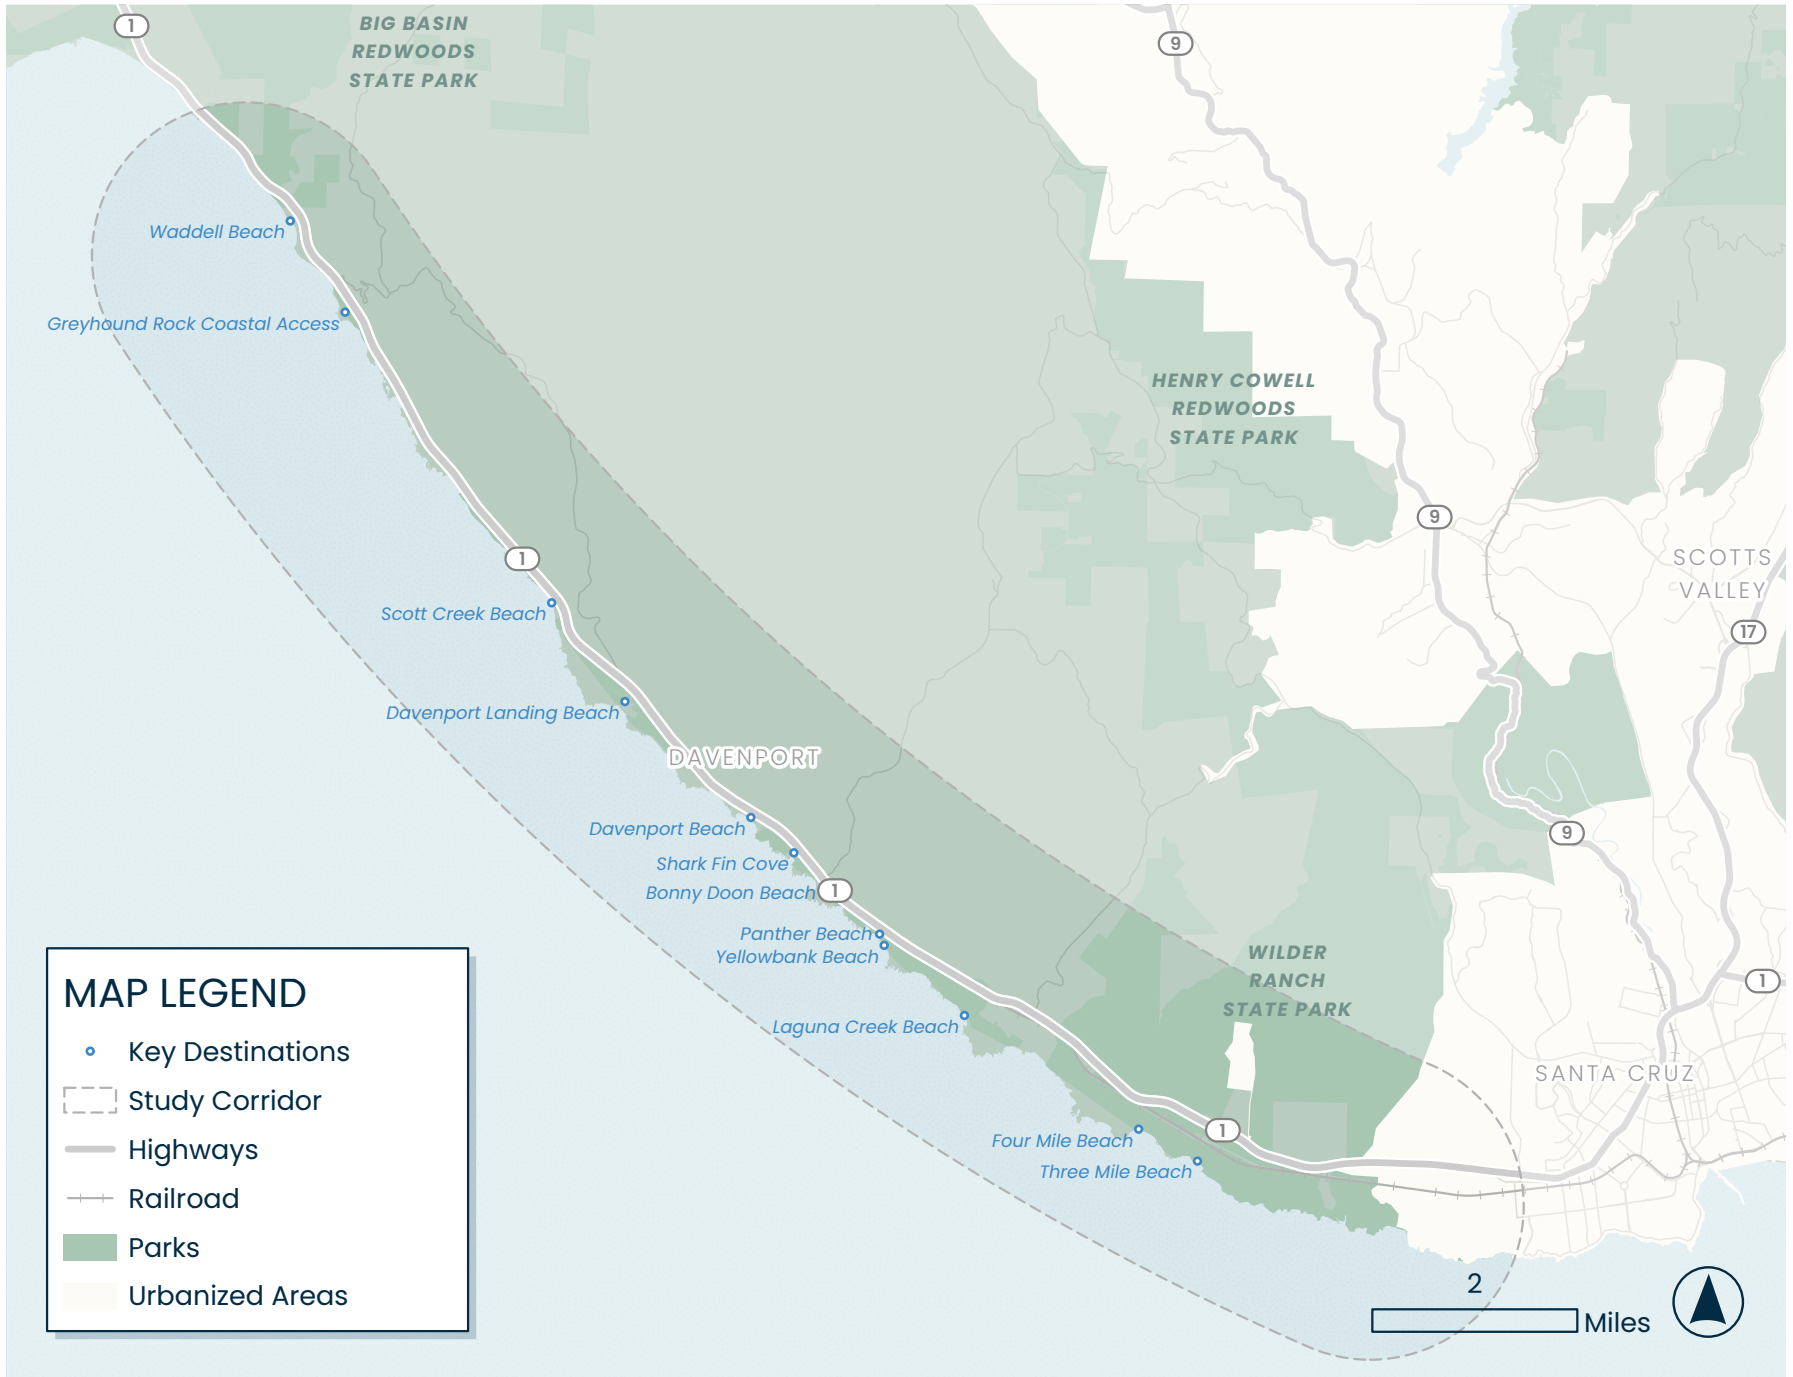 1
BIG BASIN
REDWOODS
STATE PARK
9
Waddell Beach
Greyhound Rock Coastal Access
HENRY COWELL
REDWOODS
STATE PARK
9
1
SCOTTS
VALLEY
Scott Creek Beach
17
Davenport Landing Beach
DAVENPORT
Davenport Beach
9
Shark Fin Cove
Bonny Doon Beach
1
Panther Beach
Yellowbank Beach
WILDER
RANCH
STATE PARK
1
Laguna Creek Beach
SANTA CRUZ
Four Mile Beach
1
Three Mile Beach
MAP LEGEND
Key Destinations
Study Corridor
Highways
Railroad
Parks
Urbanized Areas
2
Miles